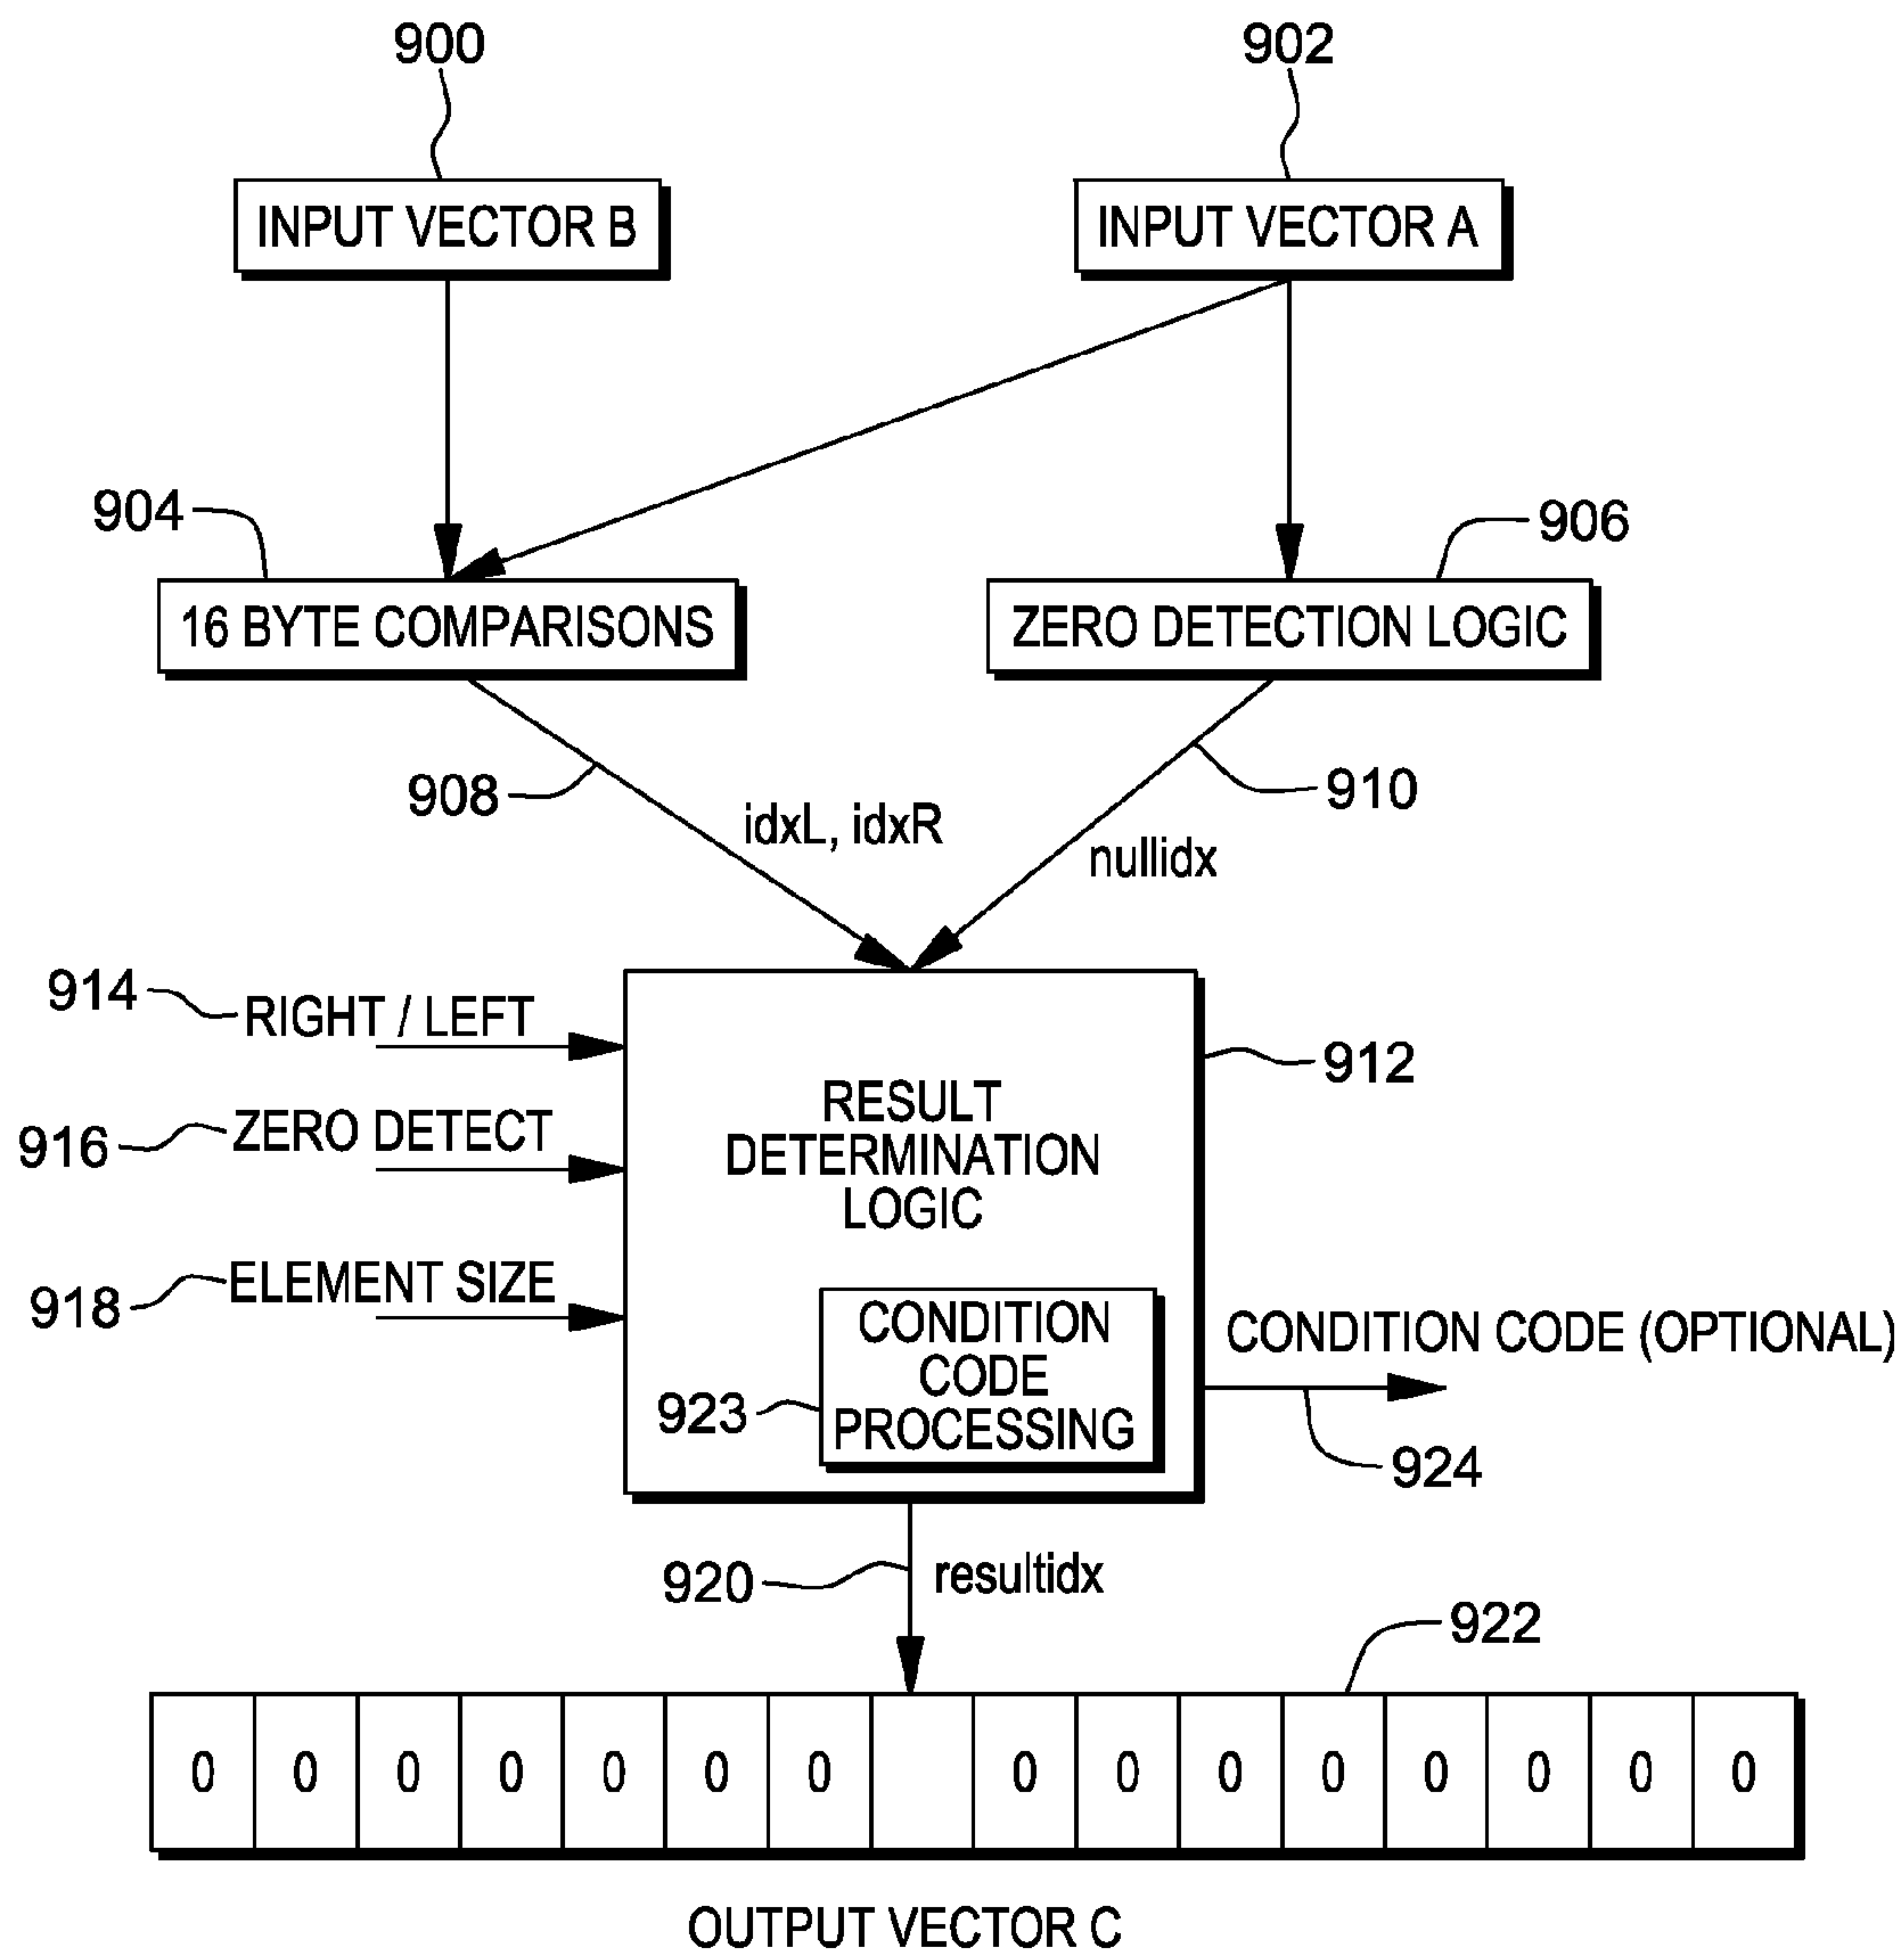 900
902
INPUT VECTOR B
INPUT VECTOR A
904
906
16 BYTE COMPARISONS
ZERO DETECTION LOGIC
908
910
idxL, idxR
nullidx
914
RIGHT / LEFT
912
RESULT
DETERMINATION
LOGIC
916
ZERO DETECT
918
ELEMENT SIZE
CONDITION
CODE
PROCESSING
923
CONDITION CODE (OPTIONAL)
924
920
resultidx
922
0 0 0 0 0 0 0 0 0 0 0 0 0 0 0
OUTPUT VECTOR C